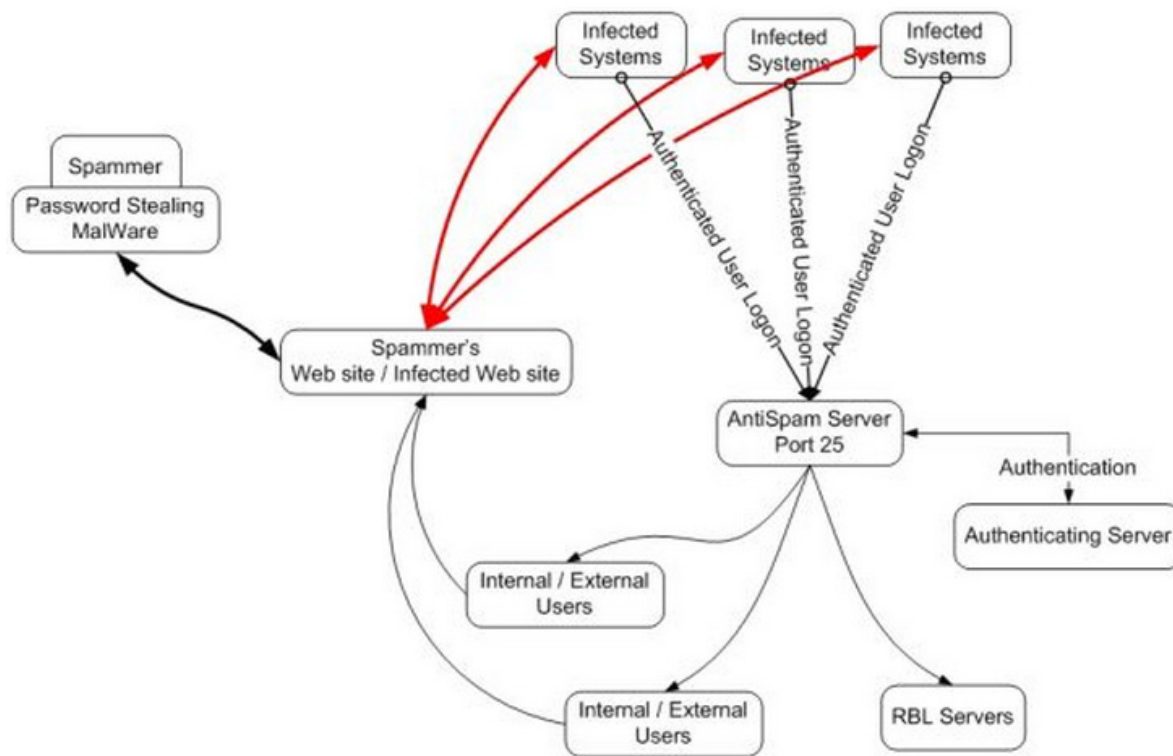 Infected
Systems
Infected
Systems
Infected
Systems
Spammer
Password Stealing
MalWare
Authenticated User Logon
Authenticated User Logon
Authenticated User Logon
Spammer's
Web site / Infected Web site
AntiSpam Server
Port 25
Authentication
Authenticating Server
Internal / External
Users
Internal / External
Users
RBL Servers